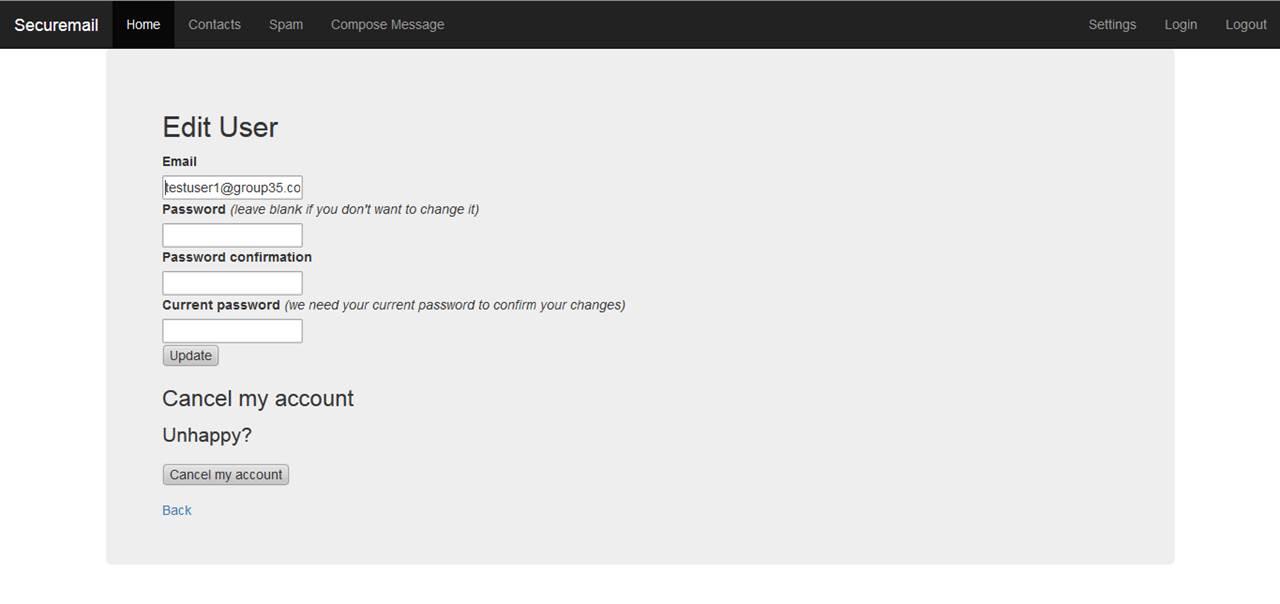 Securemail Home Contacts Spam Compose Message Settings Login Logout
Edit User
Email
testuser1@group35.co
Password (leave blank if you don't want to change it)
Password confirmation
Current password (we need your current password to confirm your changes)
Update
Cancel my account
Unhappy?
Cancel my account
Back